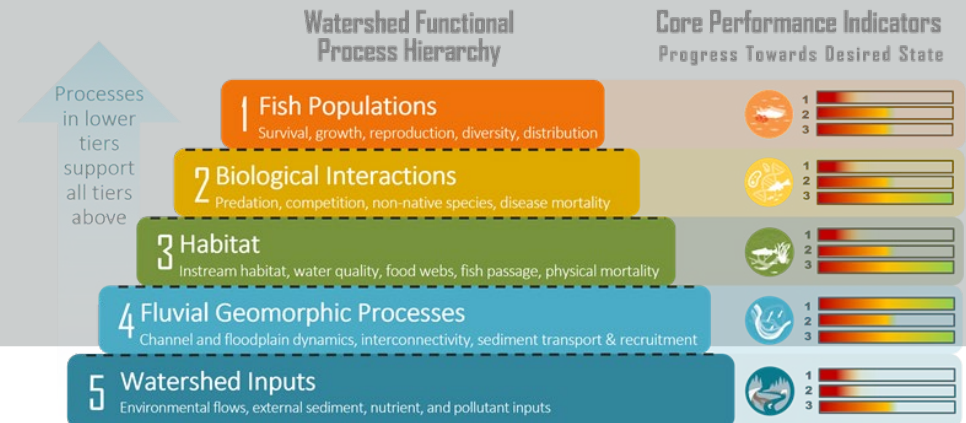 Watershed Functional
Process Hierarchy
Core Performance Indicators
Progress Towards Desired State
Processes
in lower
tiers
support
all tiers
above
1 Fish Populations
Survival, growth, reproduction, diversity, distribution
1
2
3
2 Biological Interactions
Predation, competition, non-native species, disease mortality
1
2
3
3 Habitat
Instream habitat, water quality, food webs, fish passage, physical mortality
1
2
3
4 Fluvial Geomorphic Processes
Channel and floodplain dynamics, interconnectivity, sediment transport & recruitment
1
2
3
5 Watershed Inputs
Environmental flows, external sediment, nutrient, and pollutant inputs
1
2
3